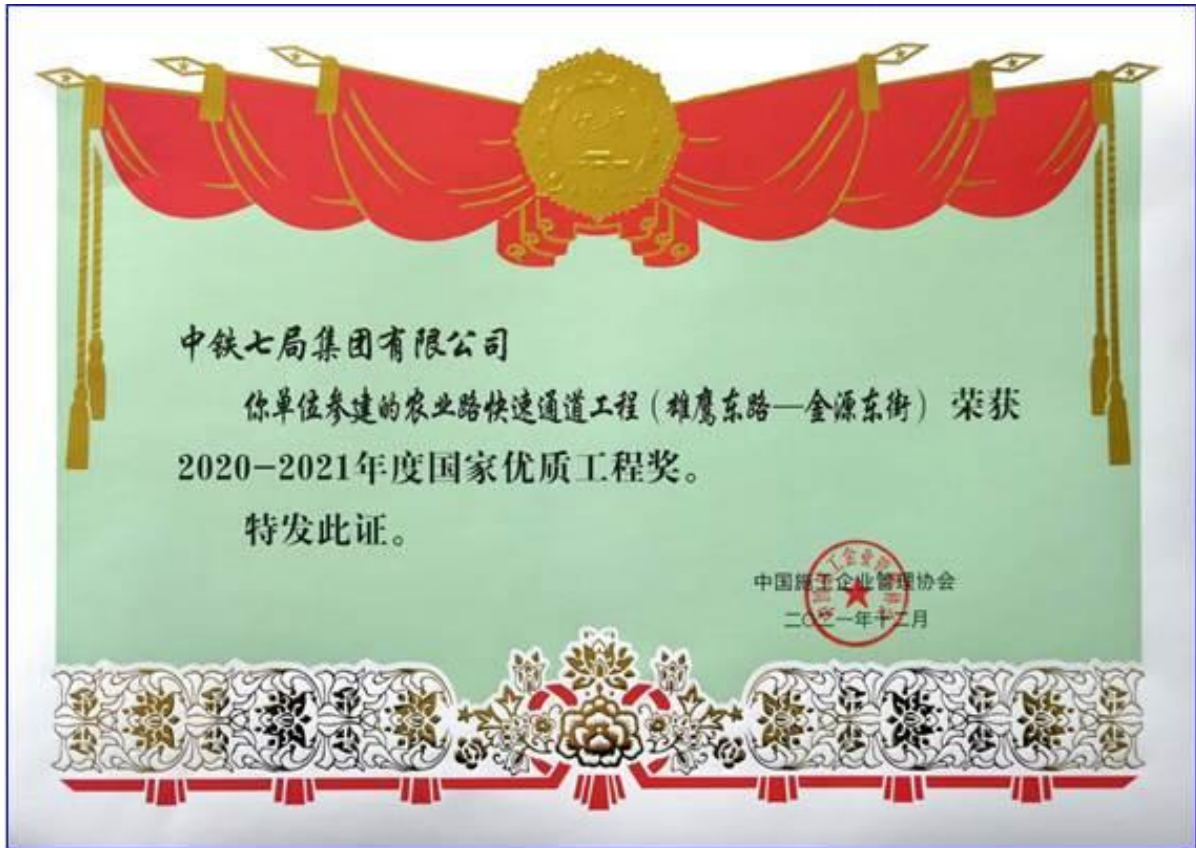 中铁七局集团有限公司
你单位参建的农业路快速通道工程（雄鹰东路—金源东街）荣获
2020-2021年度国家优质工程奖。
特发此证。
中国施工企业管理协会
二〇二一年十二月